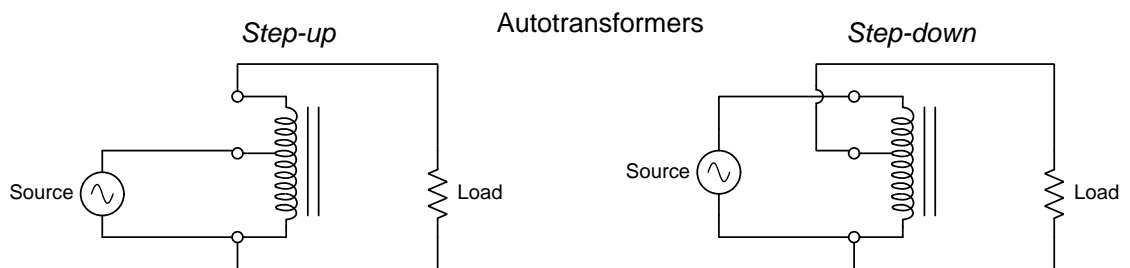 Autotransformers
Step-up
Step-down
Source
Load
Source
Load